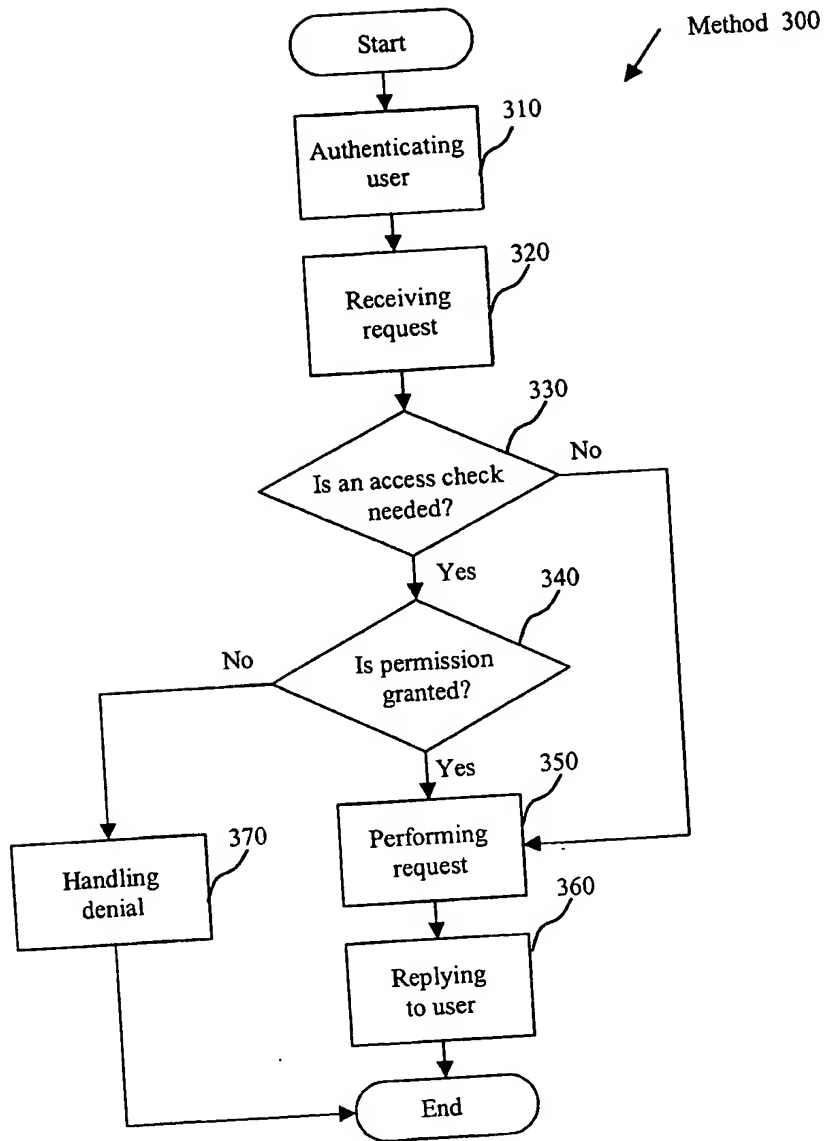 Method 300
Start
310
Authenticating
user
320
Receiving
request
330
Is an access check
needed?
No
Yes
340
Is permission
granted?
No
Yes
350
Performing
request
370
Handling
denial
360
Replying
to user
End